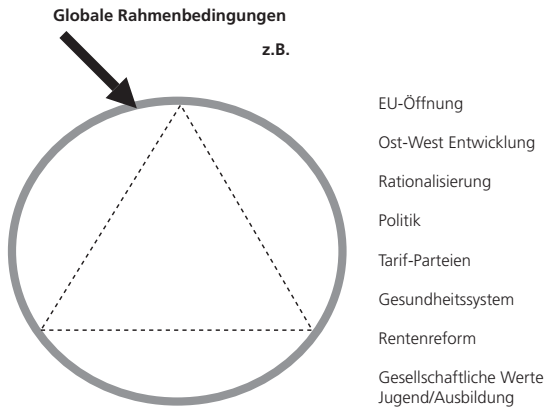 Globale Rahmenbedingungen
z.B.
EU-Öffnung
Ost-West Entwicklung
Rationalisierung
Politik
Tarif-Parteien
Gesundheitssystem
Rentenreform
Gesellschaftliche Werte
Jugend/Ausbildung